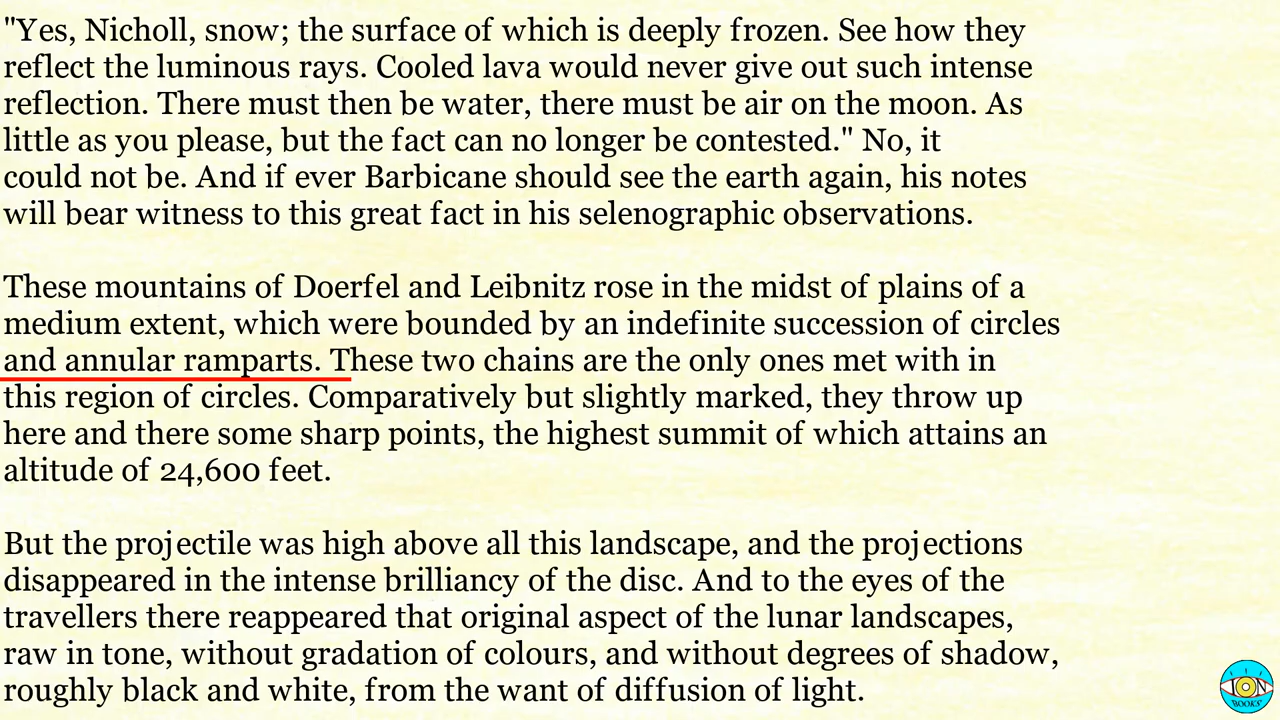 "Yes, Nicholl, snow; the surface of which is deeply frozen. See how they
reflect the luminous rays. Cooled lava would never give out such intense
reflection. There must then be water, there must be air on the moon. As
little as you please, but the fact can no longer be contested." No, it
could not be. And if ever Barbicane should see the earth again, his notes
will bear witness to this great fact in his selenographic observations.
These mountains of Doerfel and Leibnitz rose in the midst of plains of a
medium extent, which were bounded by an indefinite succession of circles
and annular ramparts. These two chains are the only ones met with in
this region of circles. Comparatively but slightly marked, they throw up
here and there some sharp points, the highest summit of which attains an
altitude of 24,600 feet.
But the projectile was high above all this landscape, and the projections
disappeared in the intense brilliancy of the disc. And to the eyes of the
travellers there reappeared that original aspect of the lunar landscapes,
raw in tone, without gradation of colours, and without degrees of shadow,
roughly black and white, from the want of diffusion of light.
ION
BOOKS